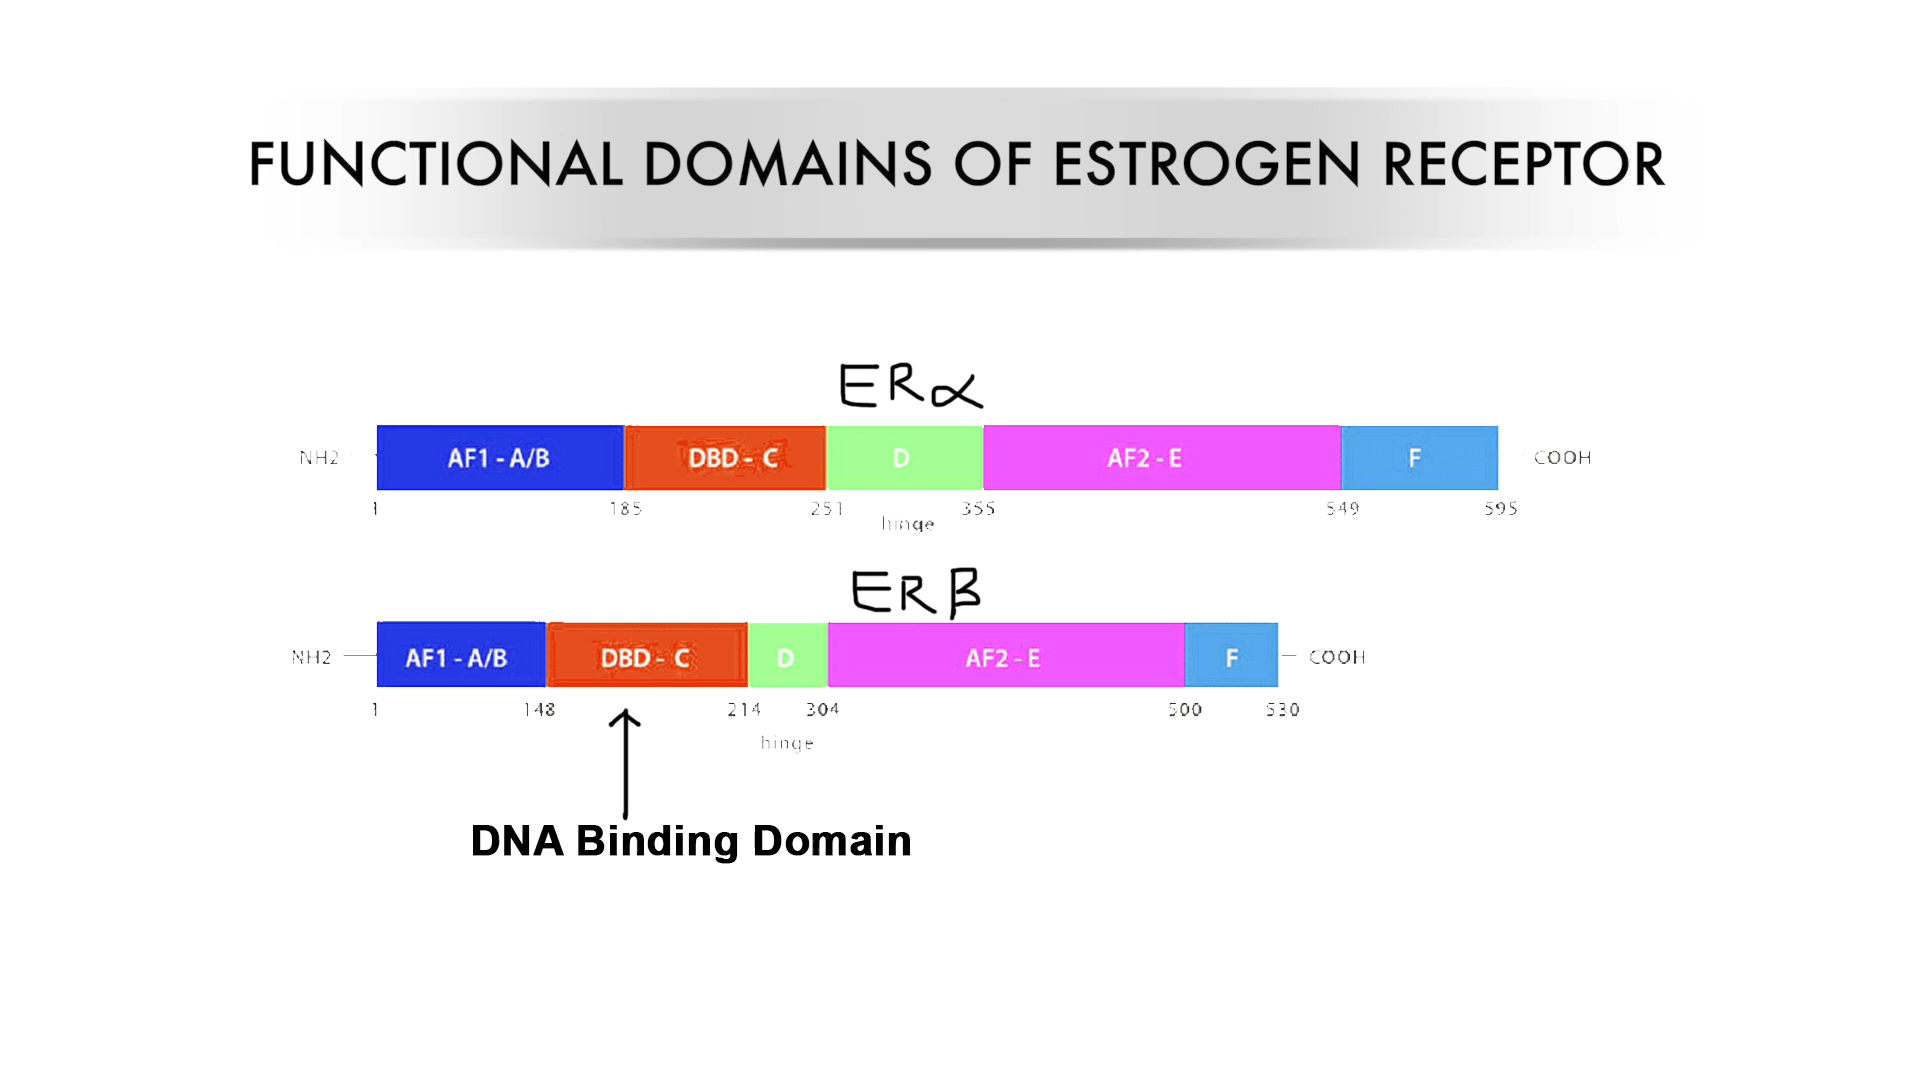 FUNCTIONAL DOMAINS OF ESTROGEN RECEPTOR
ERα
NH2 AF1 - A/B DBD - C D AF2 - E F COOH
1 185 251 355 549 595
hinge
ERβ
NH2 AF1 - A/B DBD - C D AF2 - E F COOH
1 148 214 304 500 530
hinge
DNA Binding Domain